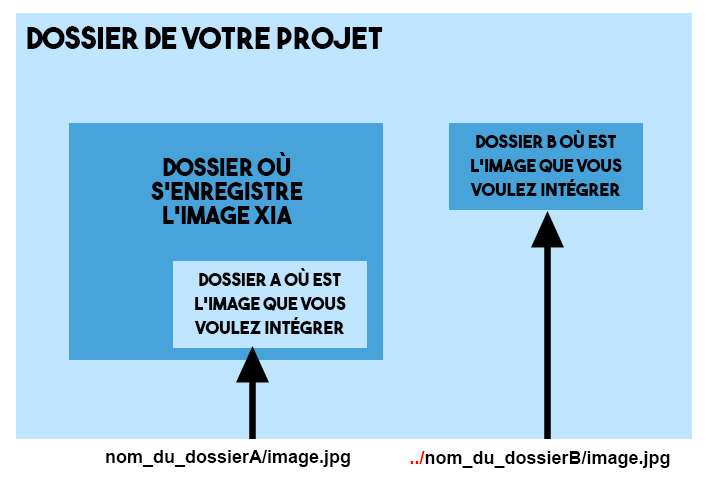 DOSSIER DE VOTRE PROJET
DOSSIER OÙ
S'ENREGISTRE
L'IMAGE XIA
DOSSIER A OÙ EST
L'IMAGE QUE VOUS
VOULEZ INTÉGRER
DOSSIER B OÙ EST
L'IMAGE QUE VOUS
VOULEZ INTÉGRER
nom_du_dossierA/image.jpg
../nom_du_dossierB/image.jpg